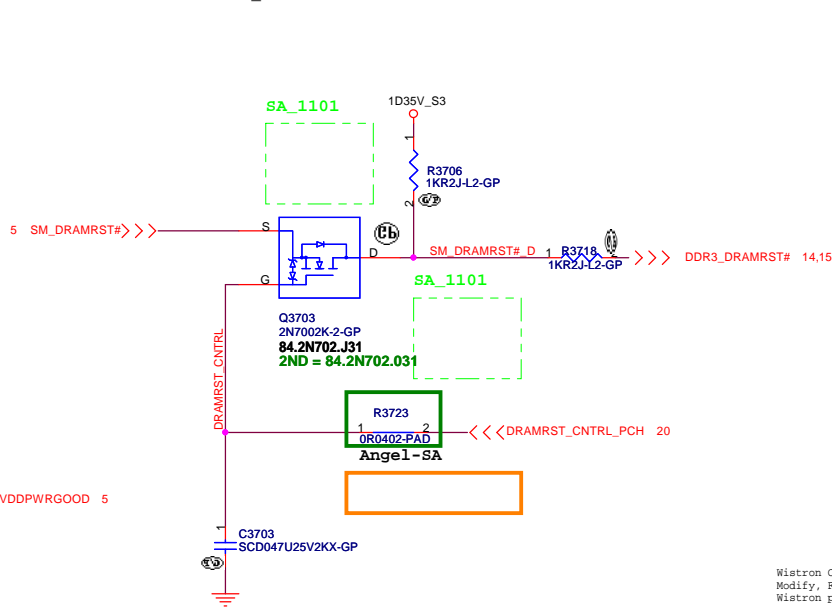 SA_1101
1D35V_S3
1
R3706
1KR2J-L2-GP
2
5 SM_DRAMRST#
S
D
SM_DRAMRST#_D
1
R3718
1KR2J-L2-GP
DDR3_DRAMRST# 14,15
G
SA_1101
Q3703
2N7002K-2-GP
84.2N702.J31
2ND = 84.2N702.031
DRAMRST_CNTRL
R3723
1
2
0R0402-PAD
DRAMRST_CNTRL_PCH 20
Angel-SA
VDDPWRGOOD 5
1
C3703
SCD047U25V2KX-GP
Wistron
Modify,
Wistron